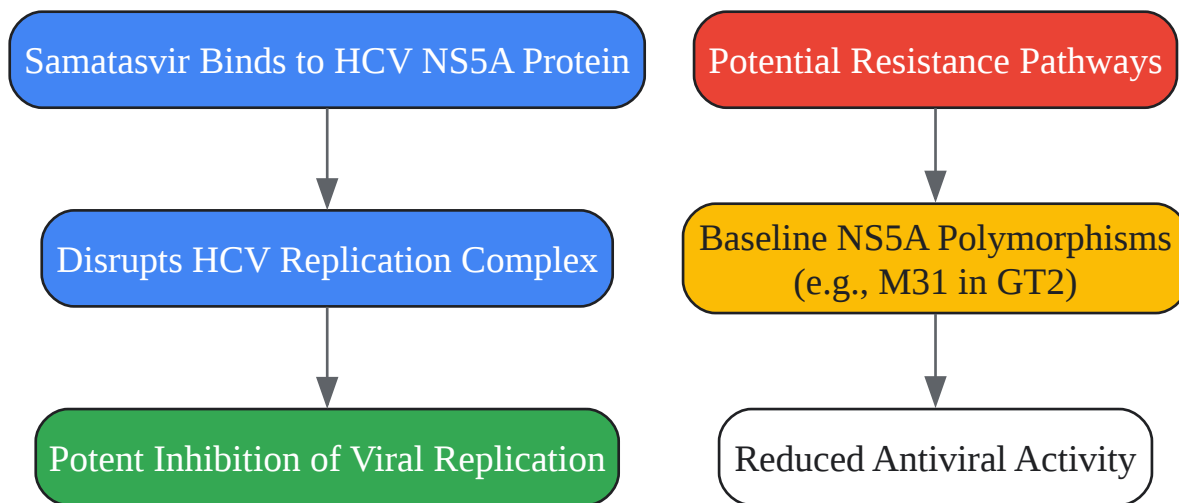 Samatasvir Binds to HCV NS5A Protein
Disrupts HCV Replication Complex
Potent Inhibition of Viral Replication
Potential Resistance Pathways
Baseline NS5A Polymorphisms
(e.g., M31 in GT2)
Reduced Antiviral Activity